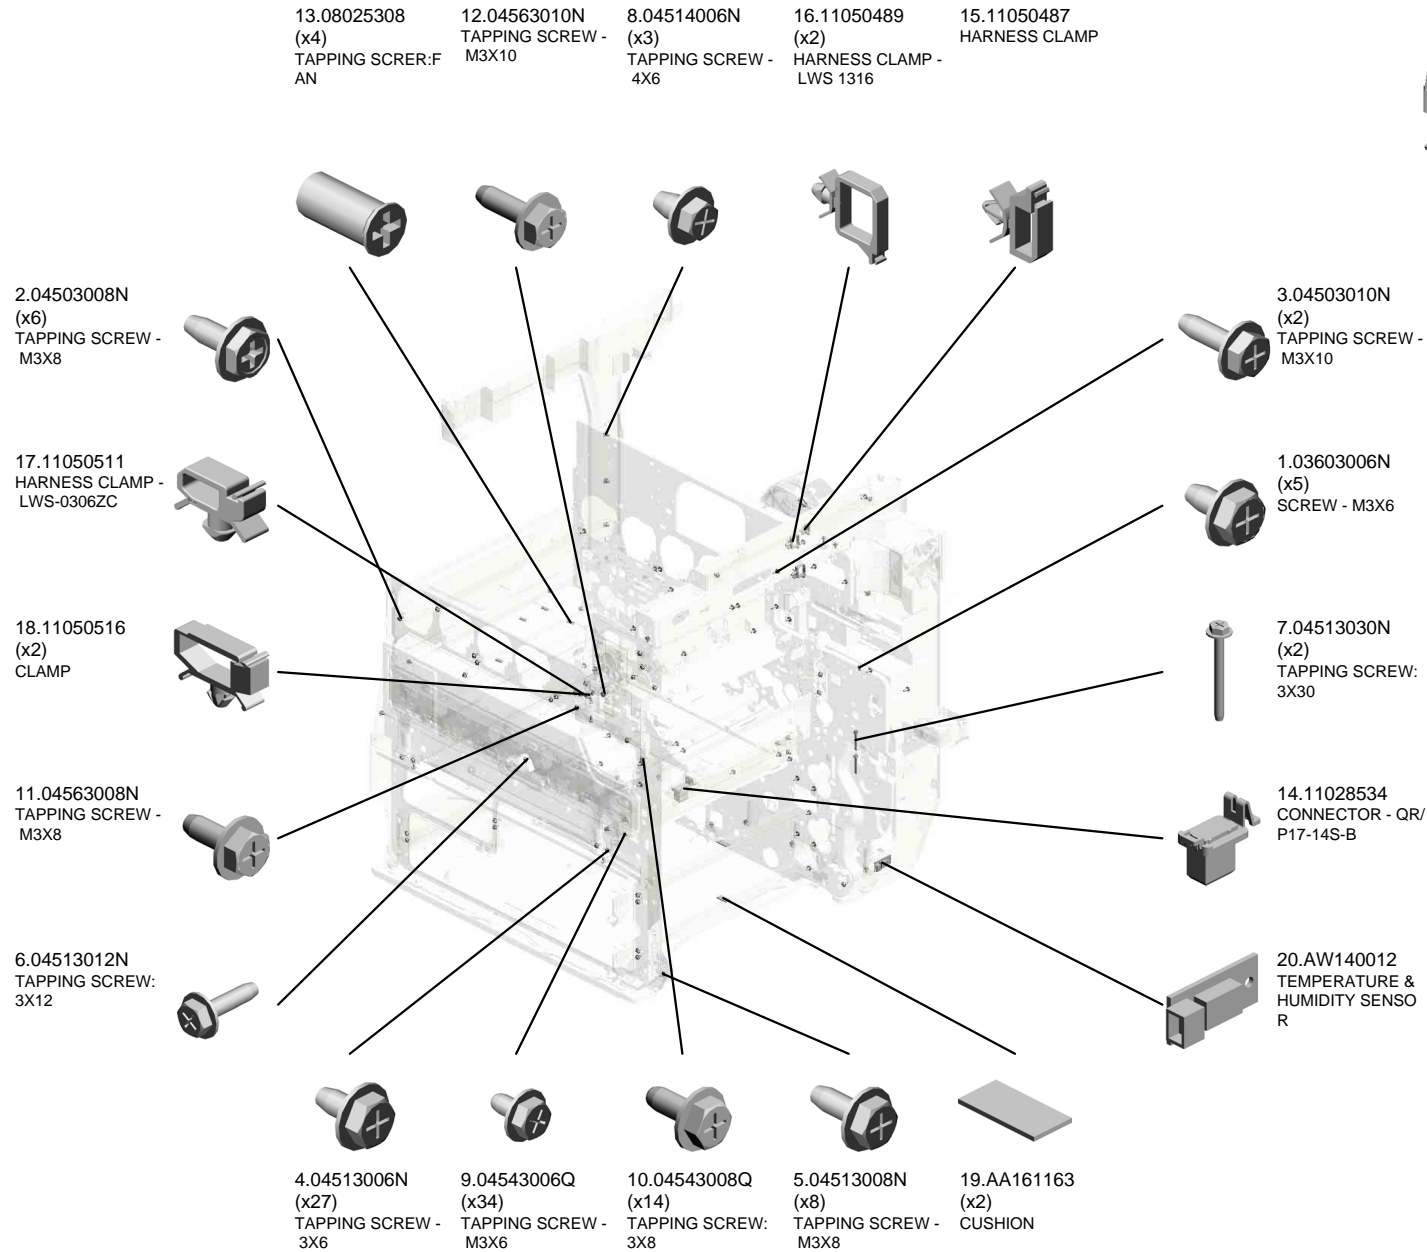 13.08025308
(x4)
TAPPING SCRER:F
AN
12.04563010N
TAPPING SCREW -
M3X10
8.04514006N
(x3)
TAPPING SCREW -
4X6
16.11050489
(x2)
HARNESS CLAMP -
LWS 1316
15.11050487
HARNESS CLAMP
2.04503008N
(x6)
TAPPING SCREW -
M3X8
3.04503010N
(x2)
TAPPING SCREW -
M3X10
17.11050511
HARNESS CLAMP -
LWS-0306ZC
1.03603006N
(x5)
SCREW - M3X6
18.11050516
(x2)
CLAMP
7.04513030N
(x2)
TAPPING SCREW:
3X30
11.04563008N
TAPPING SCREW -
M3X8
14.11028534
CONNECTOR - QR/
P17-14S-B
6.04513012N
TAPPING SCREW:
3X12
20.AW140012
TEMPERATURE &
HUMIDITY SENSO
R
4.04513006N
(x27)
TAPPING SCREW -
3X6
9.04543006Q
(x34)
TAPPING SCREW -
M3X6
10.04543008Q
(x14)
TAPPING SCREW:
3X8
5.04513008N
(x8)
TAPPING SCREW -
M3X8
19.AA161163
(x2)
CUSHION